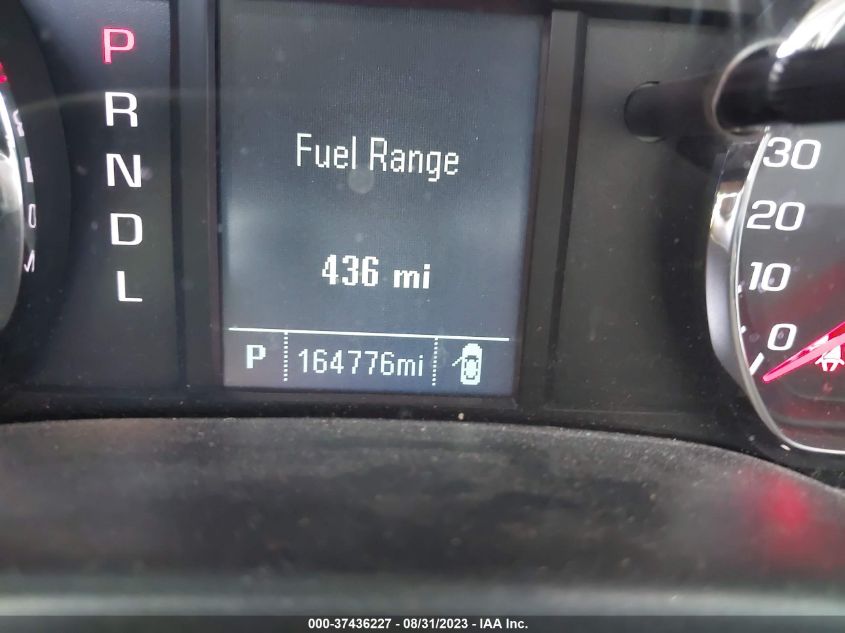 P
R
N
D
L
Fuel Range
436 mi
P 164776mi
30
20
10
0
000-37436227 - 08/31/2023 - IAA Inc.